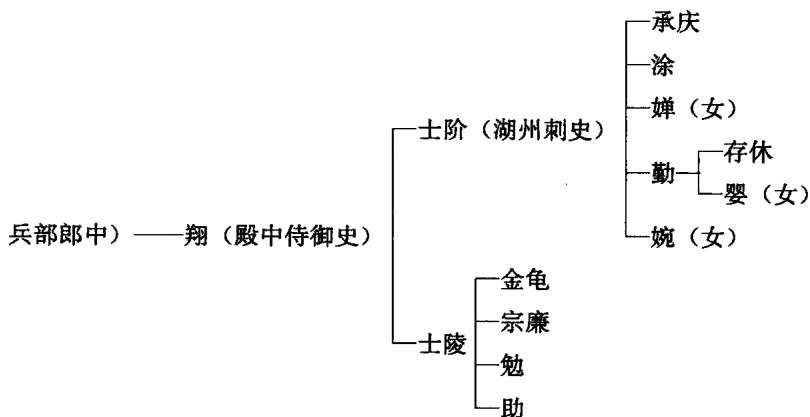 承庆
涂
婵（女）
士阶（湖州刺史）
勤
存休
婴（女）
兵部郎中）
翔（殿中侍御史）
婉（女）
金龟
宗廉
士陵
勉
助